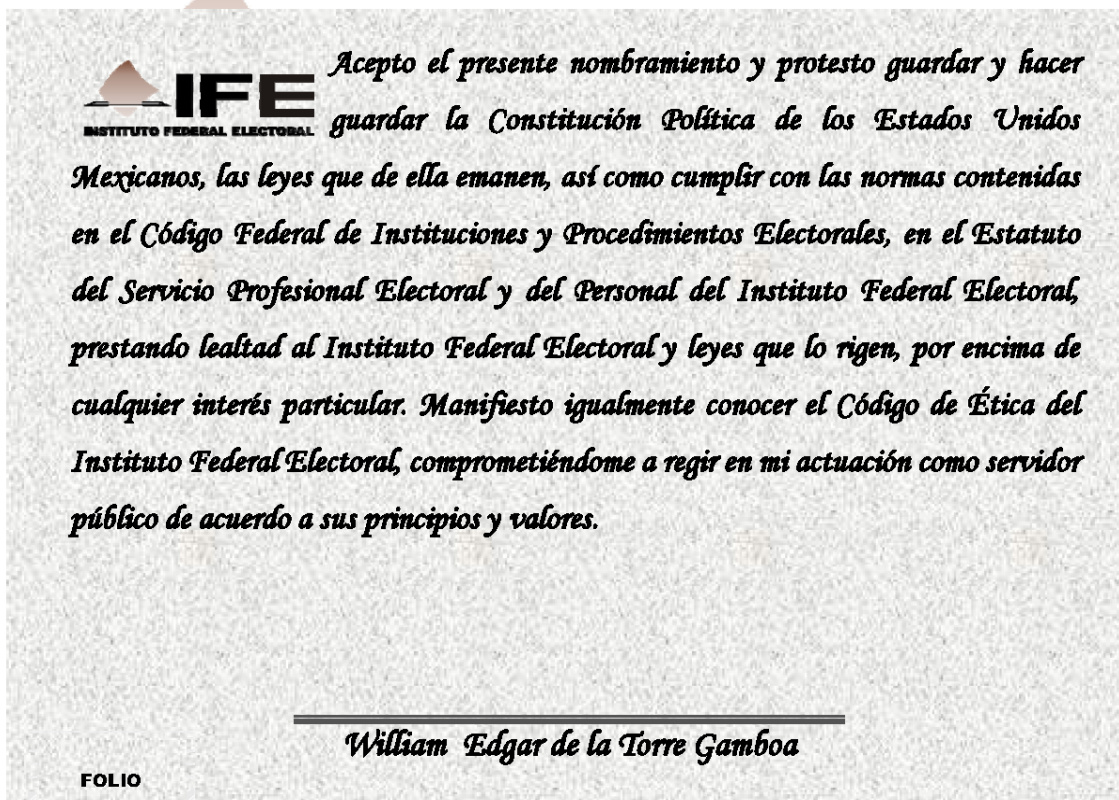 IFE
INSTITUTO FEDERAL ELECTORAL
Acepto el presente nombramiento y protesto guardar y hacer
guardar la Constitución Política de los Estados Unidos
Mexicanos, las leyes que de ella emanen, así como cumplir con las normas contenidas
en el Código Federal de Instituciones y Procedimientos Electorales, en el Estatuto
del Servicio Profesional Electoral y del Personal del Instituto Federal Electoral,
prestando lealtad al Instituto Federal Electoral y leyes que lo rigen, por encima de
cualquier interés particular. Manifiesto igualmente conocer el Código de Ética del
Instituto Federal Electoral, comprometiéndome a regir en mi actuación como servidor
público de acuerdo a sus principios y valores.
William Edgar de la Torre Gamboa
FOLIO